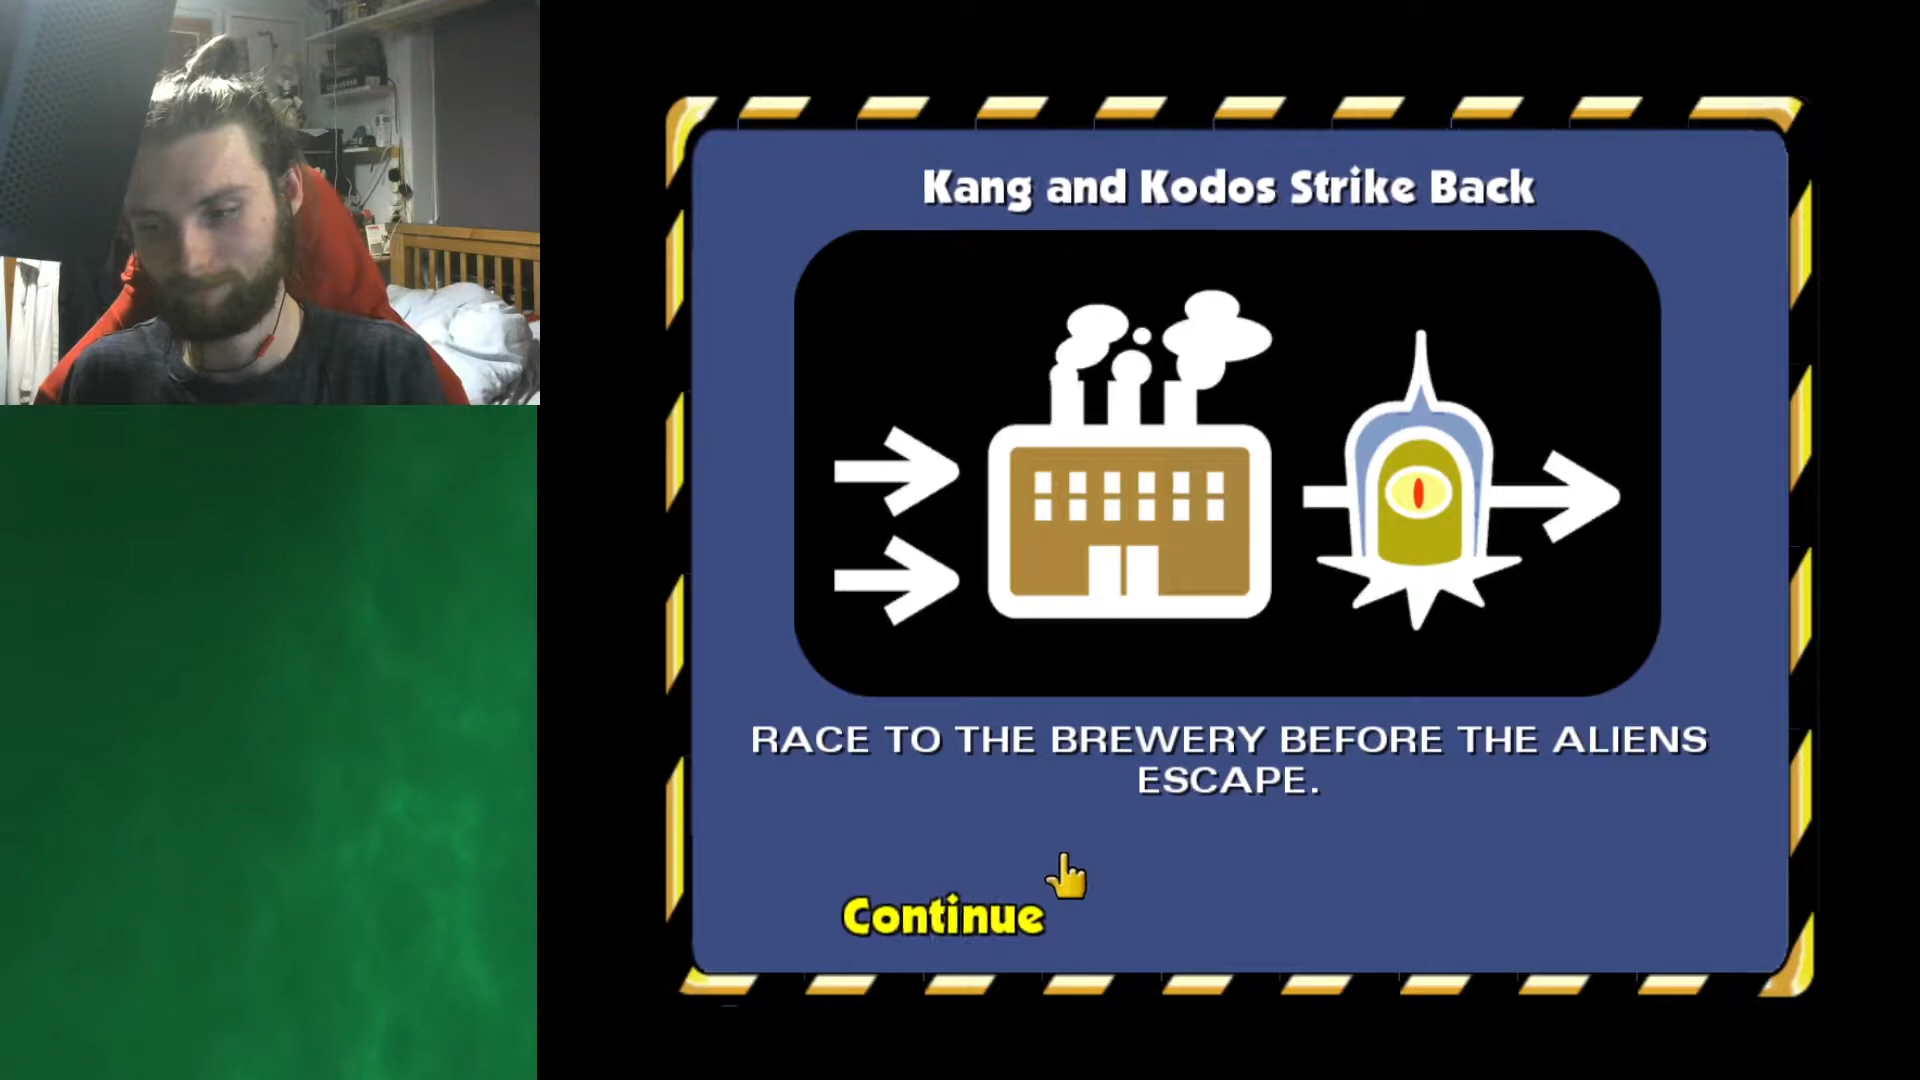 Kang and Kodos Strike Back
RACE TO THE BREWERY BEFORE THE ALIENS
ESCAPE.
Continue